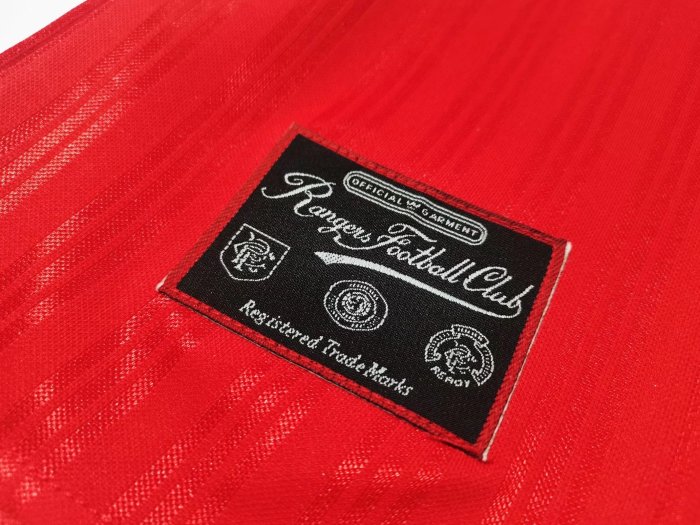 OFFICIAL GARMENT
Rangers Football Club
Registered Trade Marks
READY